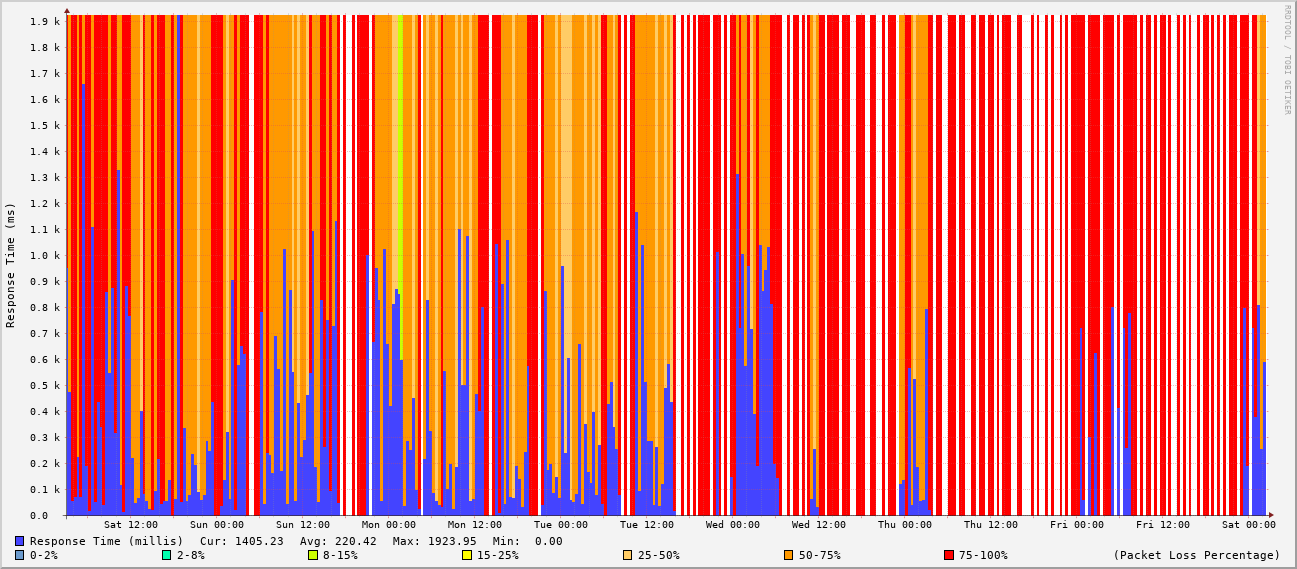 RRDTOOL / TOBI OETIKER
Response Time (ms)
1.9 k
1.8 k
1.7 k
1.6 k
1.5 k
1.4 k
1.3 k
1.2 k
1.1 k
1.0 k
0.9 k
0.8 k
0.7 k
0.6 k
0.5 k
0.4 k
0.3 k
0.2 k
0.1 k
0.0
Sat 12:00 Sun 00:00 Sun 12:00 Mon 00:00 Mon 12:00 Tue 00:00 Tue 12:00 Wed 00:00 Wed 12:00 Thu 00:00 Thu 12:00 Fri 00:00 Fri 12:00 Sat 00:00
Response Time (millis) Cur: 1405.23 Avg: 220.42 Max: 1923.95 Min: 0.00
0-2% 2-8% 8-15% 15-25% 25-50% 50-75% 75-100% (Packet Loss Percentage)